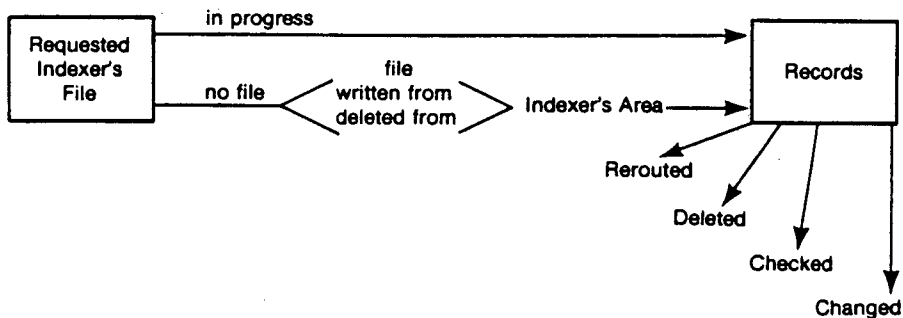 in progress
Requested
Indexer's
File
no file
file
written from
deleted from
Indexer's Area
Records
Rerouted
Deleted
Checked
Changed